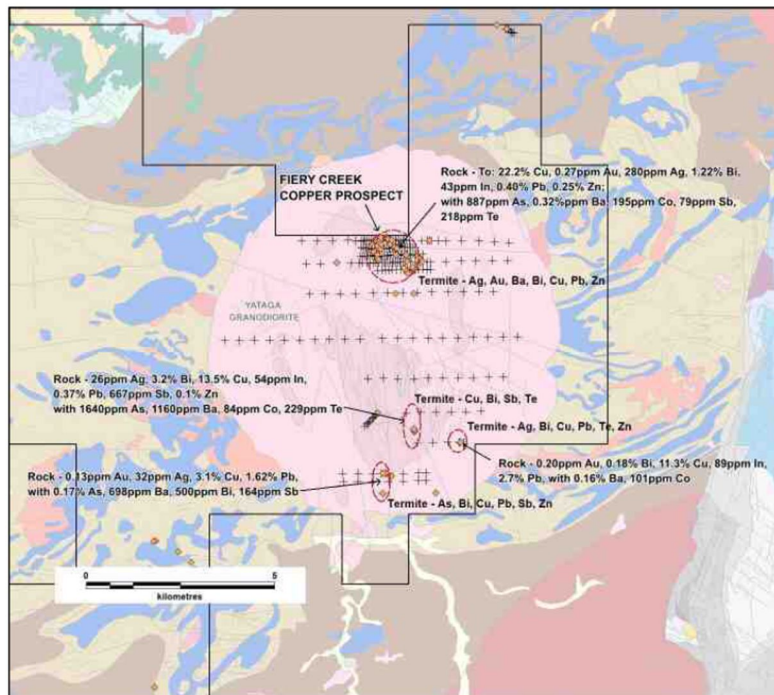 FIERY CREEK
COPPER PROSPECT
Rock - To: 22.2% Cu, 0.27ppm Au, 280ppm Ag, 1.22% Bi,
43ppm In, 0.40% Pb, 0.25% Zn;
with 887ppm As, 0.32%ppm Ba, 195ppm Co, 79ppm Sb,
218ppm Te
Termite - Ag, Au, Ba, Bi, Cu, Pb, Zn
YATAGA
GRANODIORITE
Rock - 26ppm Ag, 3.2% Bi, 13.5% Cu, 54ppm In,
0.37% Pb, 667ppm Sb, 0.1% Zn
with 1640ppm As, 1160ppm Ba, 84ppm Co, 229ppm Te
Termite - Cu, Bi, Sb, Te
Termite - Ag, Bi, Cu, Pb, Te, Zn
Rock - 0.20ppm Au, 0.18% Bi, 11.3% Cu, 89ppm In,
2.7% Pb, with 0.16% Ba, 101ppm Co
Rock - 0.13ppm Au, 32ppm Ag, 3.1% Cu, 1.62% Pb,
with 0.17% As, 698ppm Ba, 500ppm Bi, 164ppm Sb
Termite - As, Bi, Cu, Pb, Sb, Zn
0 5
kilometres